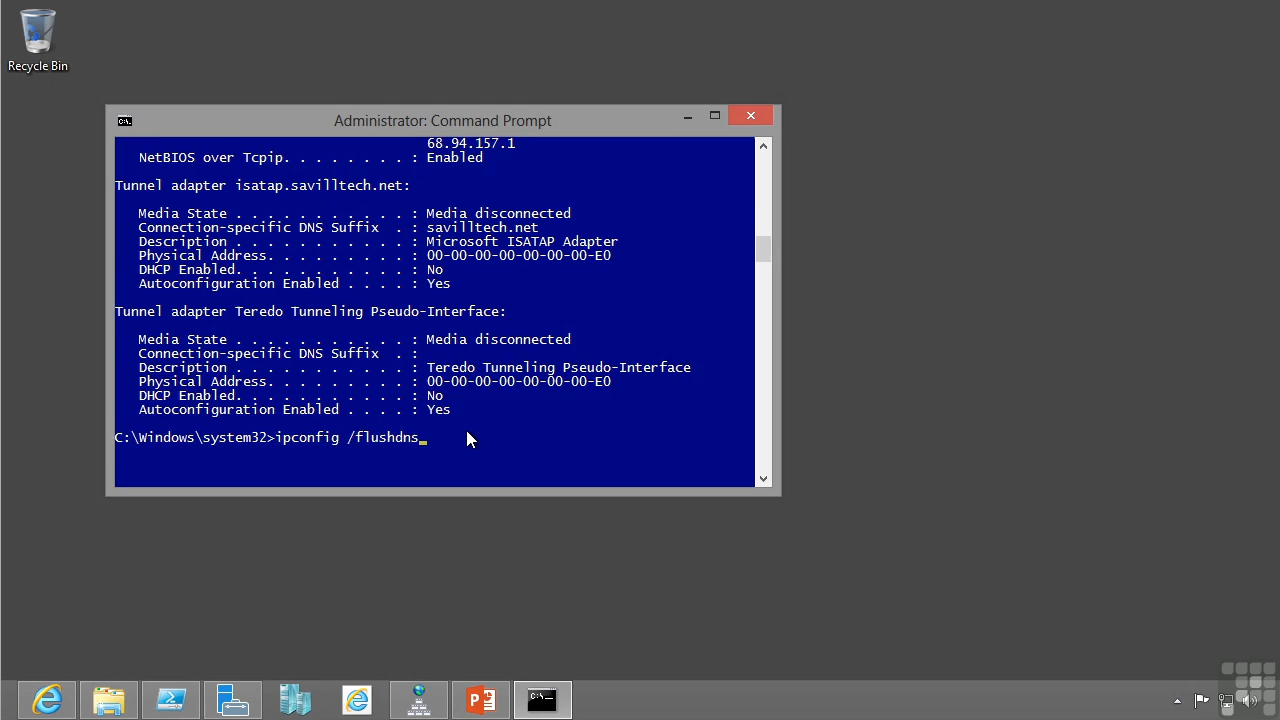 Recycle Bin
Administrator: Command Prompt
68.94.157.1
NetBIOS over Tcpip. . . . . . . . : Enabled
Tunnel adapter isatap.savilltech.net:
Media State . . . . . . . . . . . : Media disconnected
Connection-specific DNS Suffix  . : savilltech.net
Description . . . . . . . . . . . : Microsoft ISATAP Adapter
Physical Address. . . . . . . . . : 00-00-00-00-00-00-00-E0
DHCP Enabled. . . . . . . . . . . : No
Autoconfiguration Enabled . . . . : Yes
Tunnel adapter Teredo Tunneling Pseudo-Interface:
Media State . . . . . . . . . . . : Media disconnected
Connection-specific DNS Suffix  . :
Description . . . . . . . . . . . : Teredo Tunneling Pseudo-Interface
Physical Address. . . . . . . . . : 00-00-00-00-00-00-00-E0
DHCP Enabled. . . . . . . . . . . : No
Autoconfiguration Enabled . . . . : Yes
C:\Windows\system32>ipconfig /flushdns_